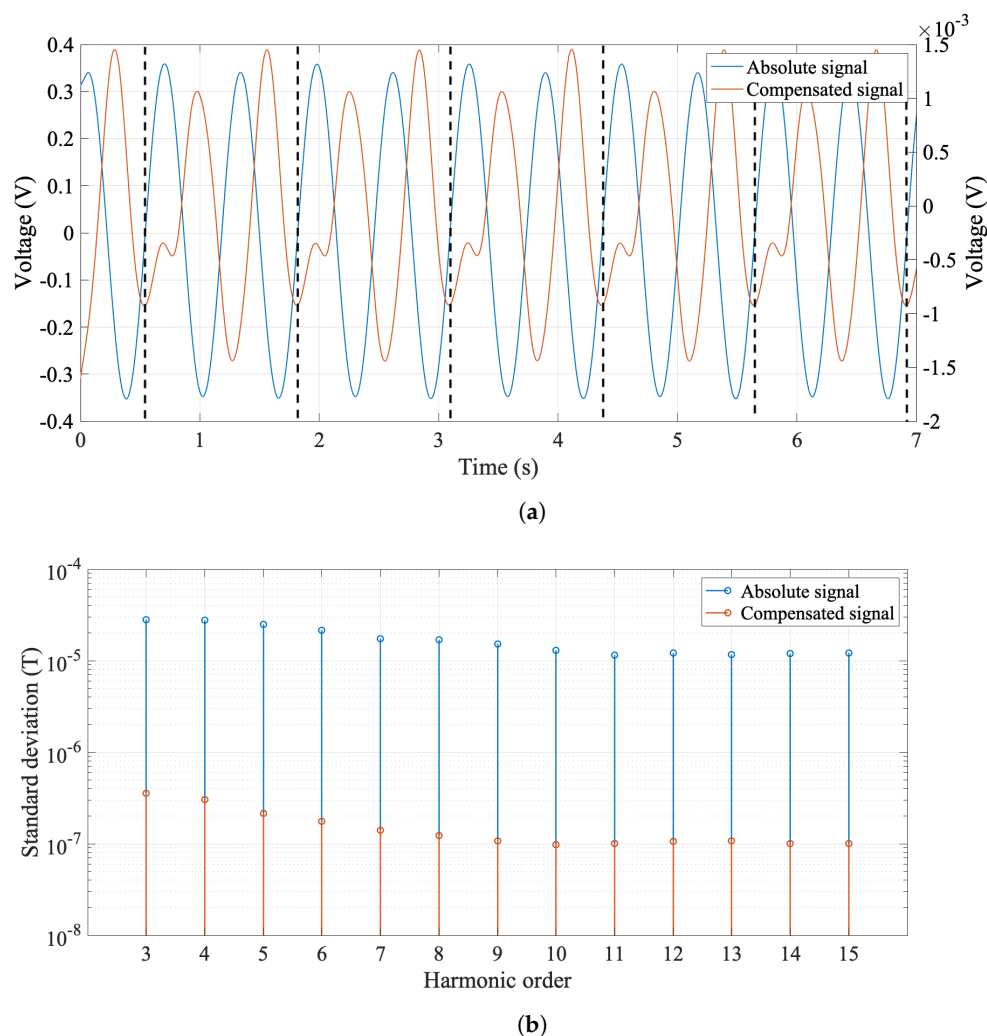 ×10⁻³
0.4
0.3
0.2
0.1
0
-0.1
-0.2
-0.3
-0.4
Voltage (V)
1.5
1
0.5
0
-0.5
-1
-1.5
-2
Voltage (V)
Absolute signal
Compensated signal
0 1 2 3 4 5 6 7
Time (s)
(a)
10⁻⁴
10⁻⁵
10⁻⁶
10⁻⁷
10⁻⁸
Standard deviation (T)
Absolute signal
Compensated signal
3 4 5 6 7 8 9 10 11 12 13 14 15
Harmonic order
(b)